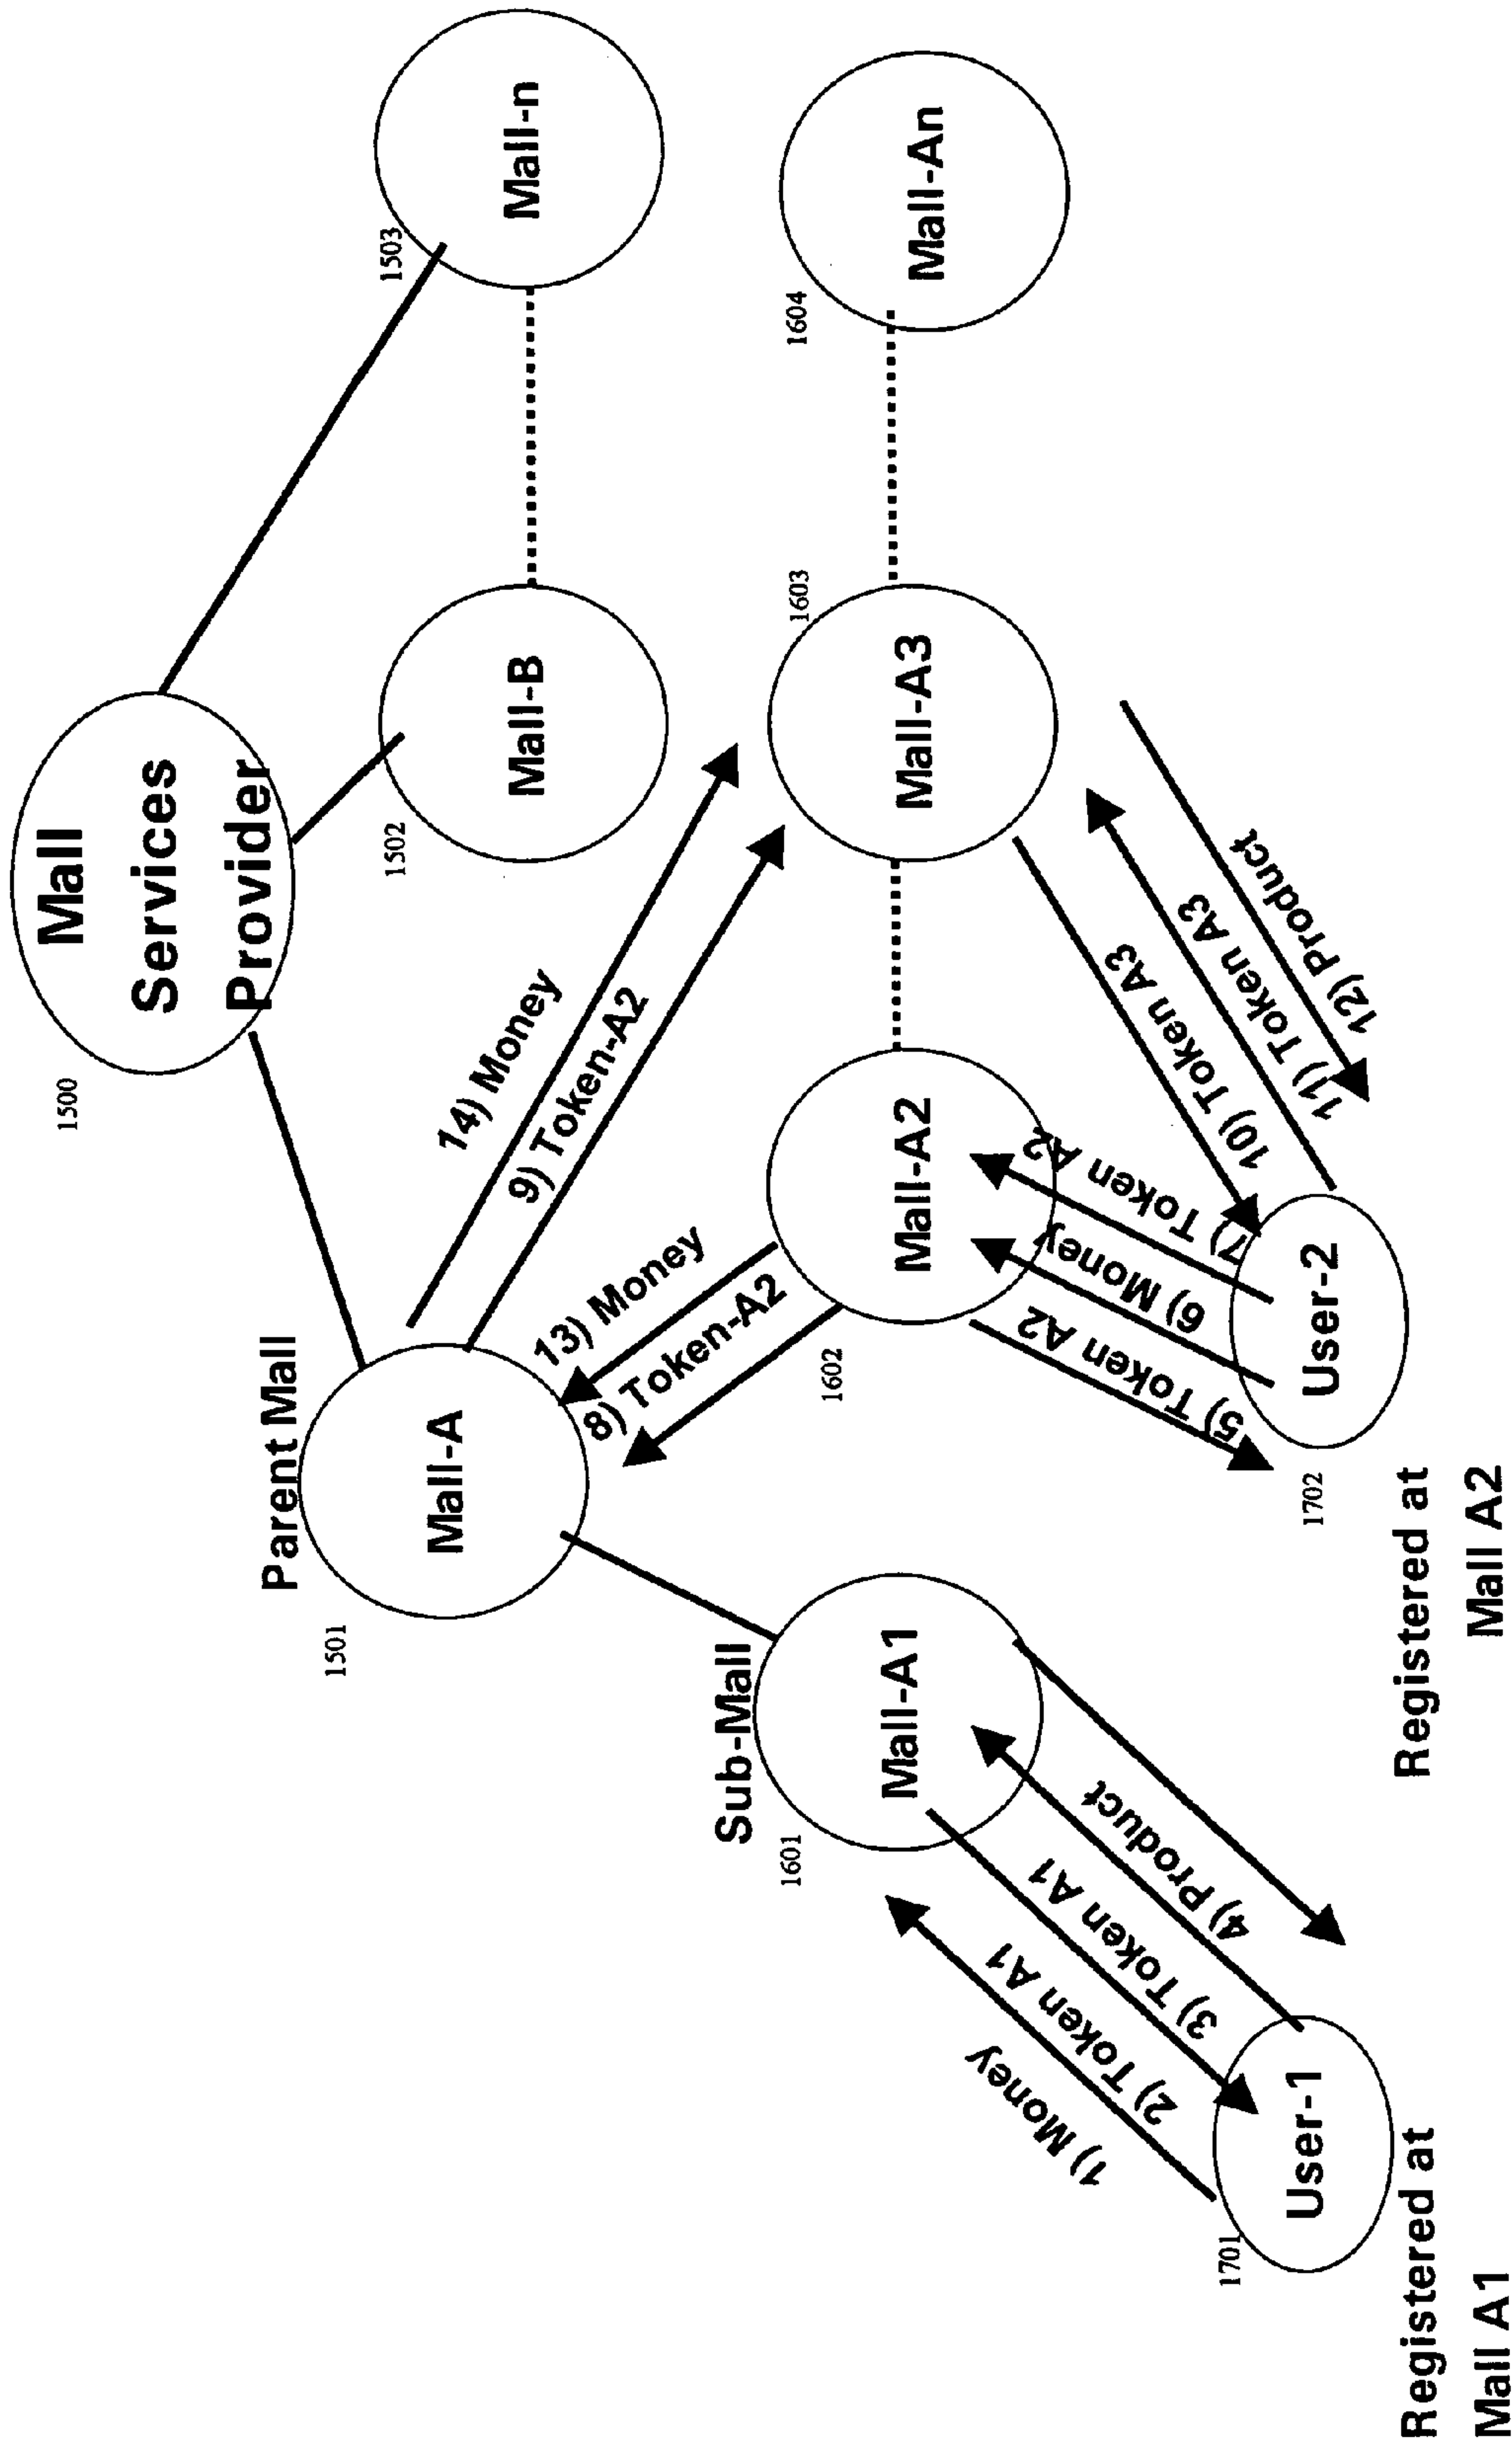 1500
Mall
Services
Provider
Parent Mall
1501
Mall-A
1502
Mall-B
1503
Mall-n
14) Money
9) Token-A2
13) Money
8) Token-A2
Sub-Mall
1601
Mall-A1
1602
Mall-A2
1603
Mall-A3
1604
Mall-An
1) Money
2) Token A1
3) Token A1
4) Product
5) Token A2
6) Money
7) Token A2
10) Token A3
11) Token A3
12) Product
1701
User-1
1702
User-2
Registered at
Mall A1
Registered at
Mall A2